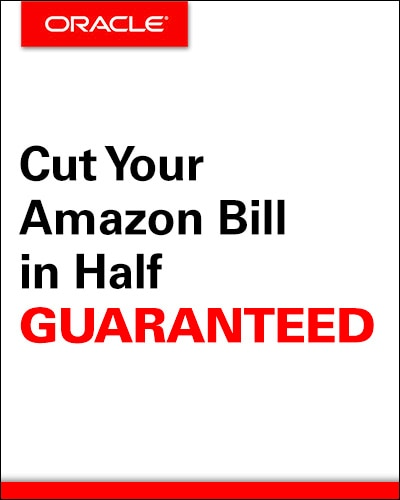 ORACLE®
Cut Your
Amazon Bill
in Half
GUARANTEED